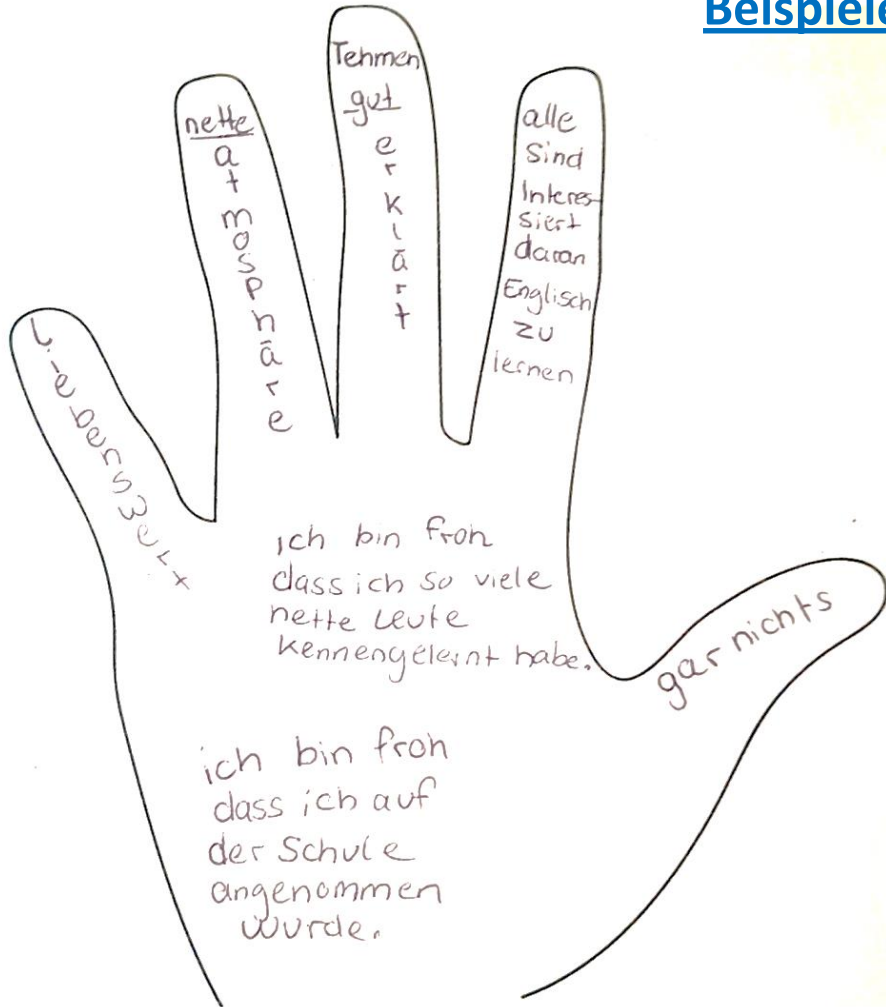 Beispiele
Liebenswert
nette
atmosphäre
Tehmen
gut
erklärt
alle
Sind
Interes-
siert
daran
Englisch
zu
lernen
gar nichts
ich bin froh
dass ich so viele
nette Leute
kennengelernt habe.
ich bin froh
dass ich auf
der Schule
angenommen
wurde.